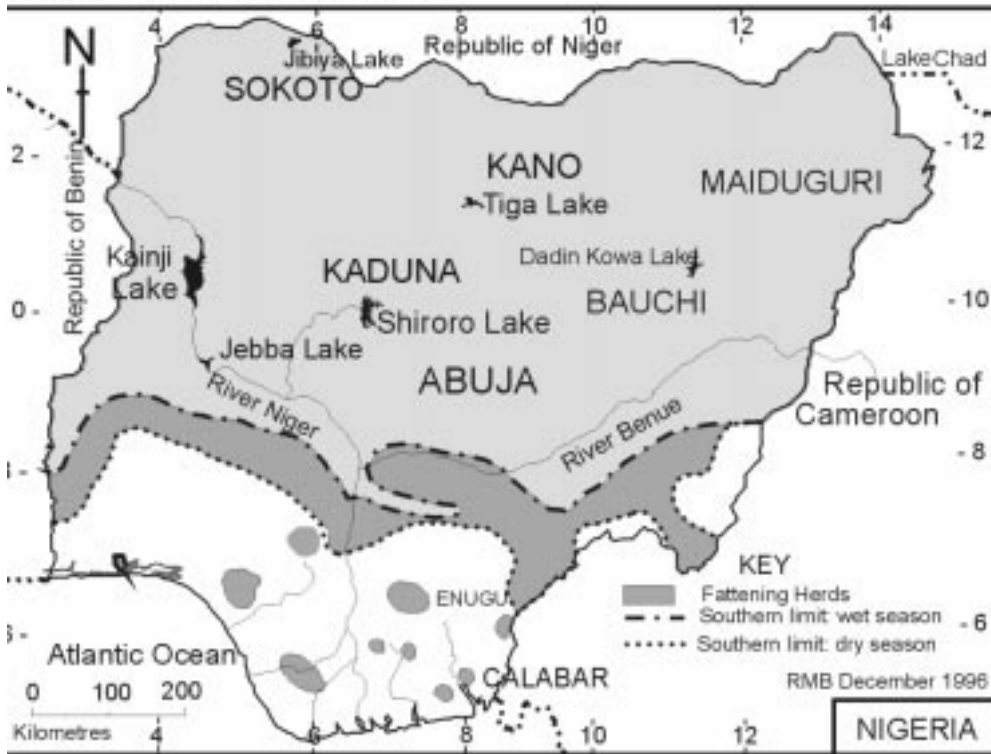 4 6 8 10 12 14
N
Republic of Niger
Jibiya Lake
Lake Chad
SOKOTO
2 -
- 12
KANO
MAIDUGURI
Tiga Lake
Republic of Benin
Kainji
Lake
Dadin Kowa Lake
KADUNA
BAUCHI
- 10
0 -
Shiroro Lake
Jebba Lake
ABUJA
River Niger
River Benue
Republic of
Cameroon
- 8
KEY
ENUGU
Fattening Herds
Southern limit: wet season
- 6
Southern limit: dry season
Atlantic Ocean
CALABAR
RMB December 1996
0 100 200
Kilometres
4 6 8 10 12
NIGERIA